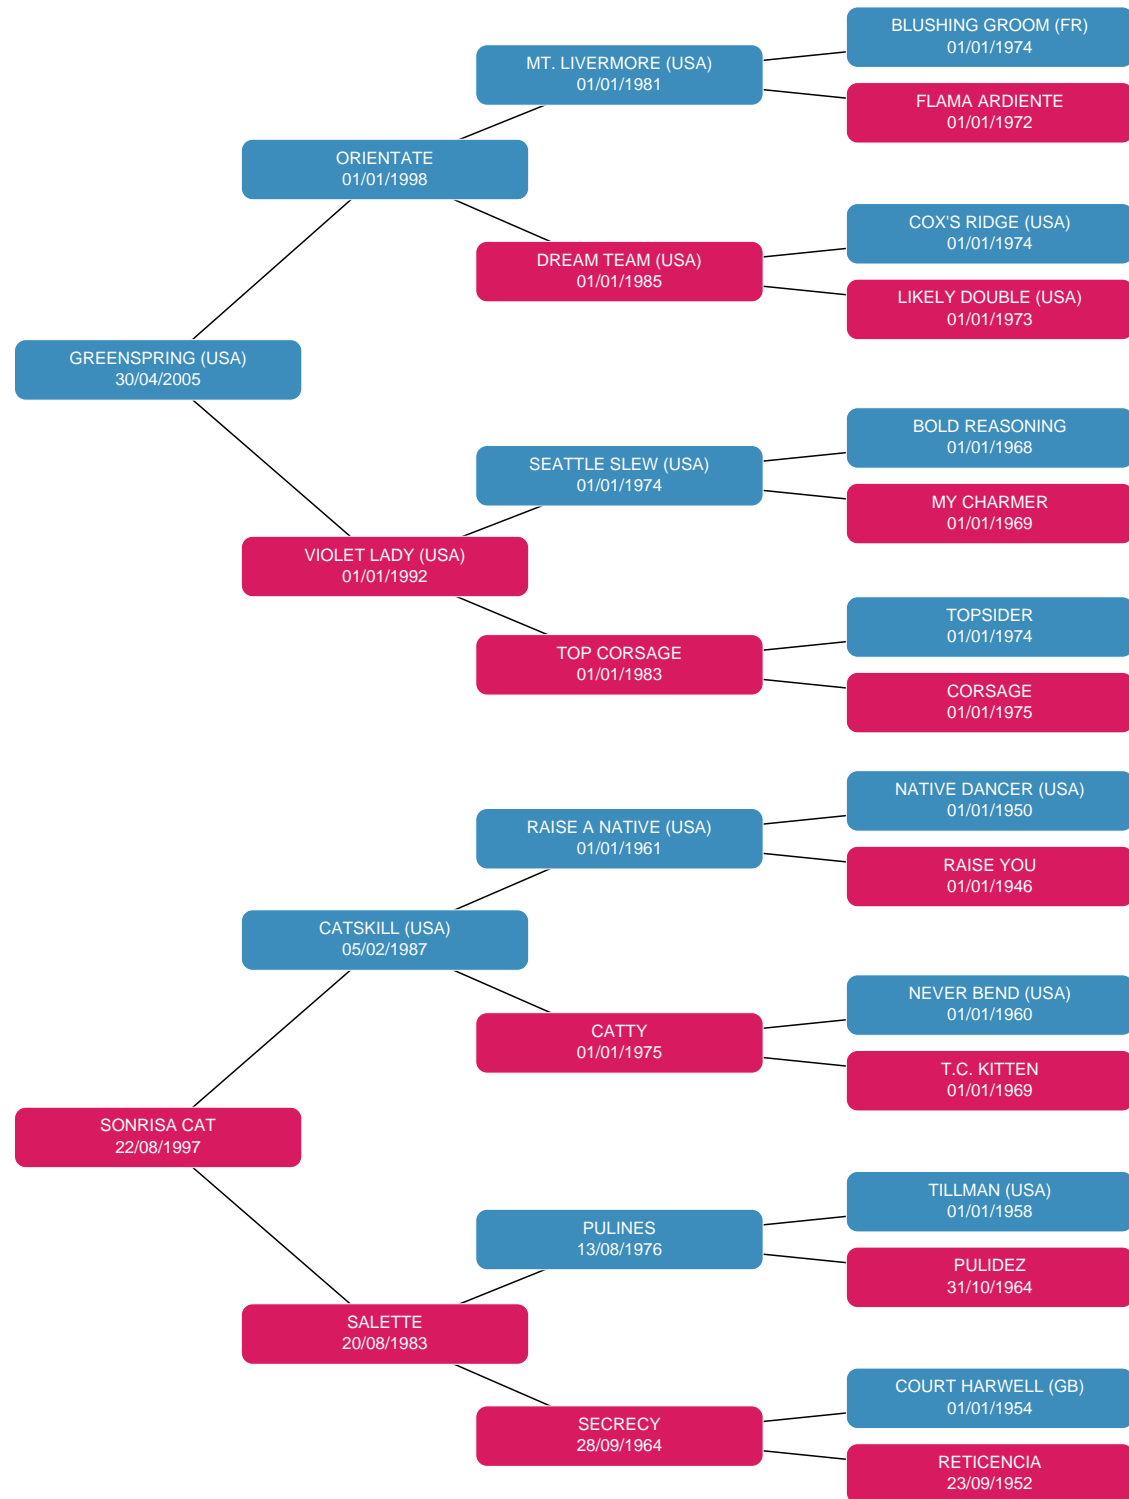 BLUSHING GROOM (FR)
01/01/1974
MT. LIVERMORE (USA)
01/01/1981
FLAMA ARDIENTE
01/01/1972
ORIENTATE
01/01/1998
COX'S RIDGE (USA)
01/01/1974
DREAM TEAM (USA)
01/01/1985
LIKELY DOUBLE (USA)
01/01/1973
GREENSPRING (USA)
30/04/2005
BOLD REASONING
01/01/1968
SEATTLE SLEW (USA)
01/01/1974
MY CHARMER
01/01/1969
VIOLET LADY (USA)
01/01/1992
TOPSIDER
01/01/1974
TOP CORSAGE
01/01/1983
CORSAGE
01/01/1975
NATIVE DANCER (USA)
01/01/1950
RAISE A NATIVE (USA)
01/01/1961
RAISE YOU
01/01/1946
CATSKILL (USA)
05/02/1987
NEVER BEND (USA)
01/01/1960
CATTY
01/01/1975
T.C. KITTEN
01/01/1969
SONRISA CAT
22/08/1997
TILLMAN (USA)
01/01/1958
PULINES
13/08/1976
PULIDEZ
31/10/1964
SALETTE
20/08/1983
COURT HARWELL (GB)
01/01/1954
SECRECY
28/09/1964
RETICENCIA
23/09/1952